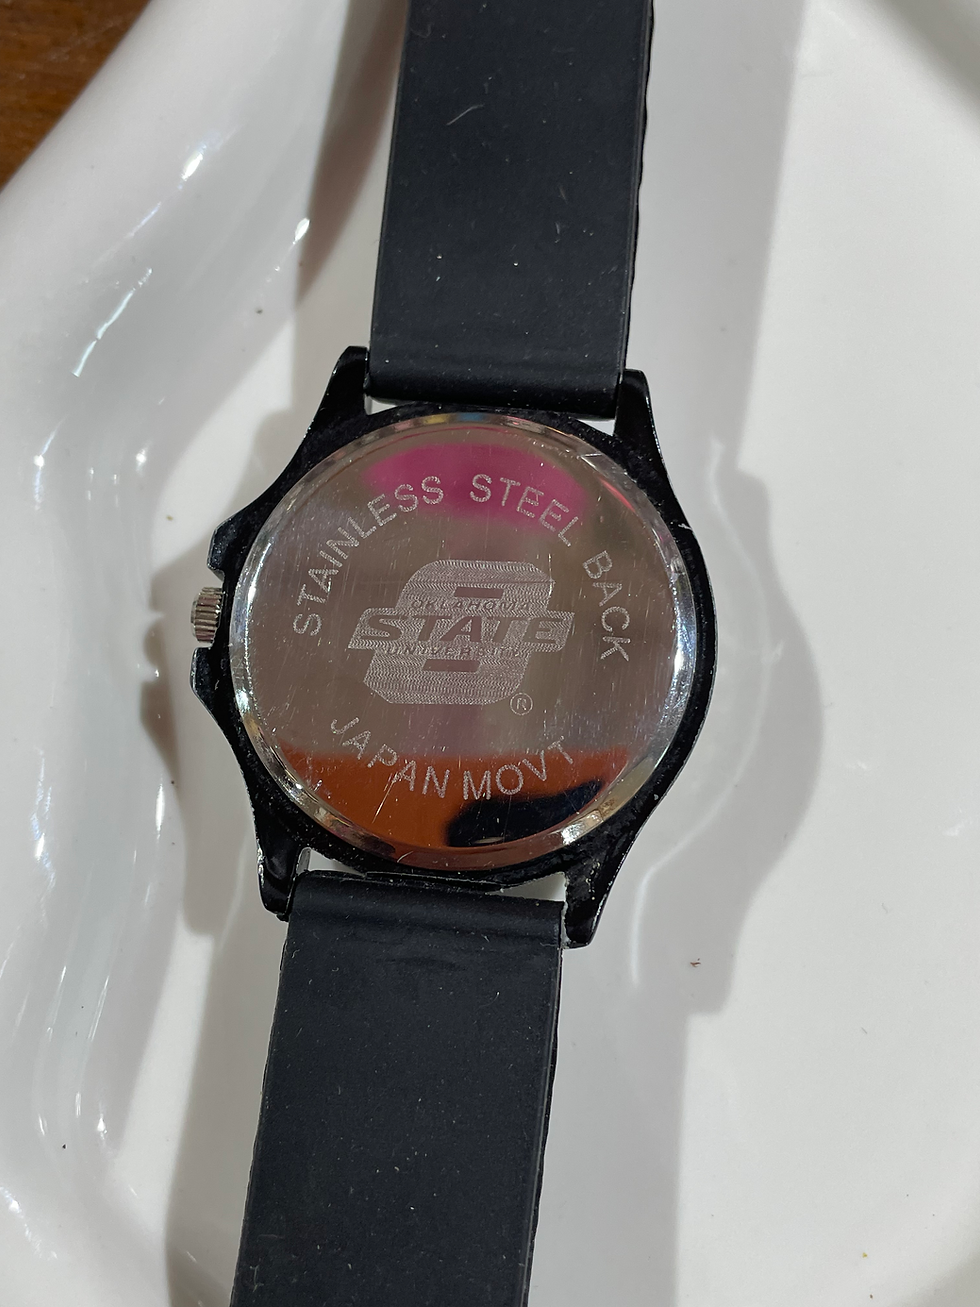 STAINLESS STEEL BACK
OKLAHOMA
STATE
UNIVERSITY
®
JAPAN MOVT